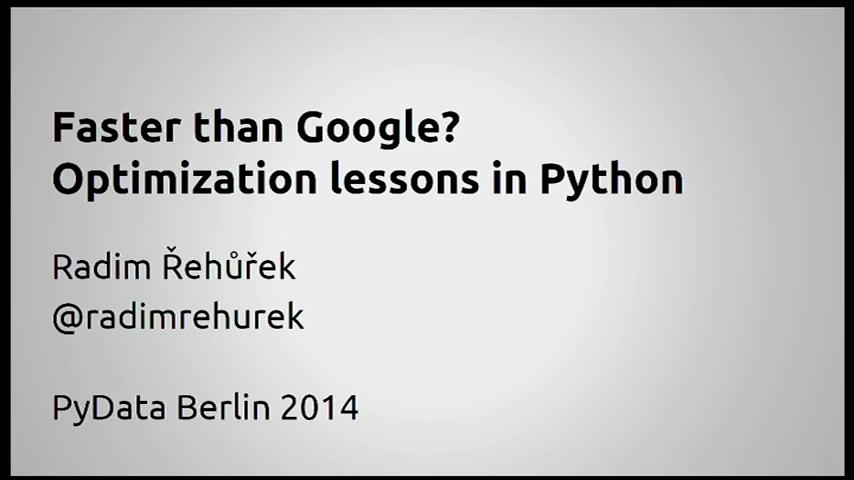 Faster than Google?
Optimization lessons in Python
Radim Řehůřek
@radimrehurek
PyData Berlin 2014